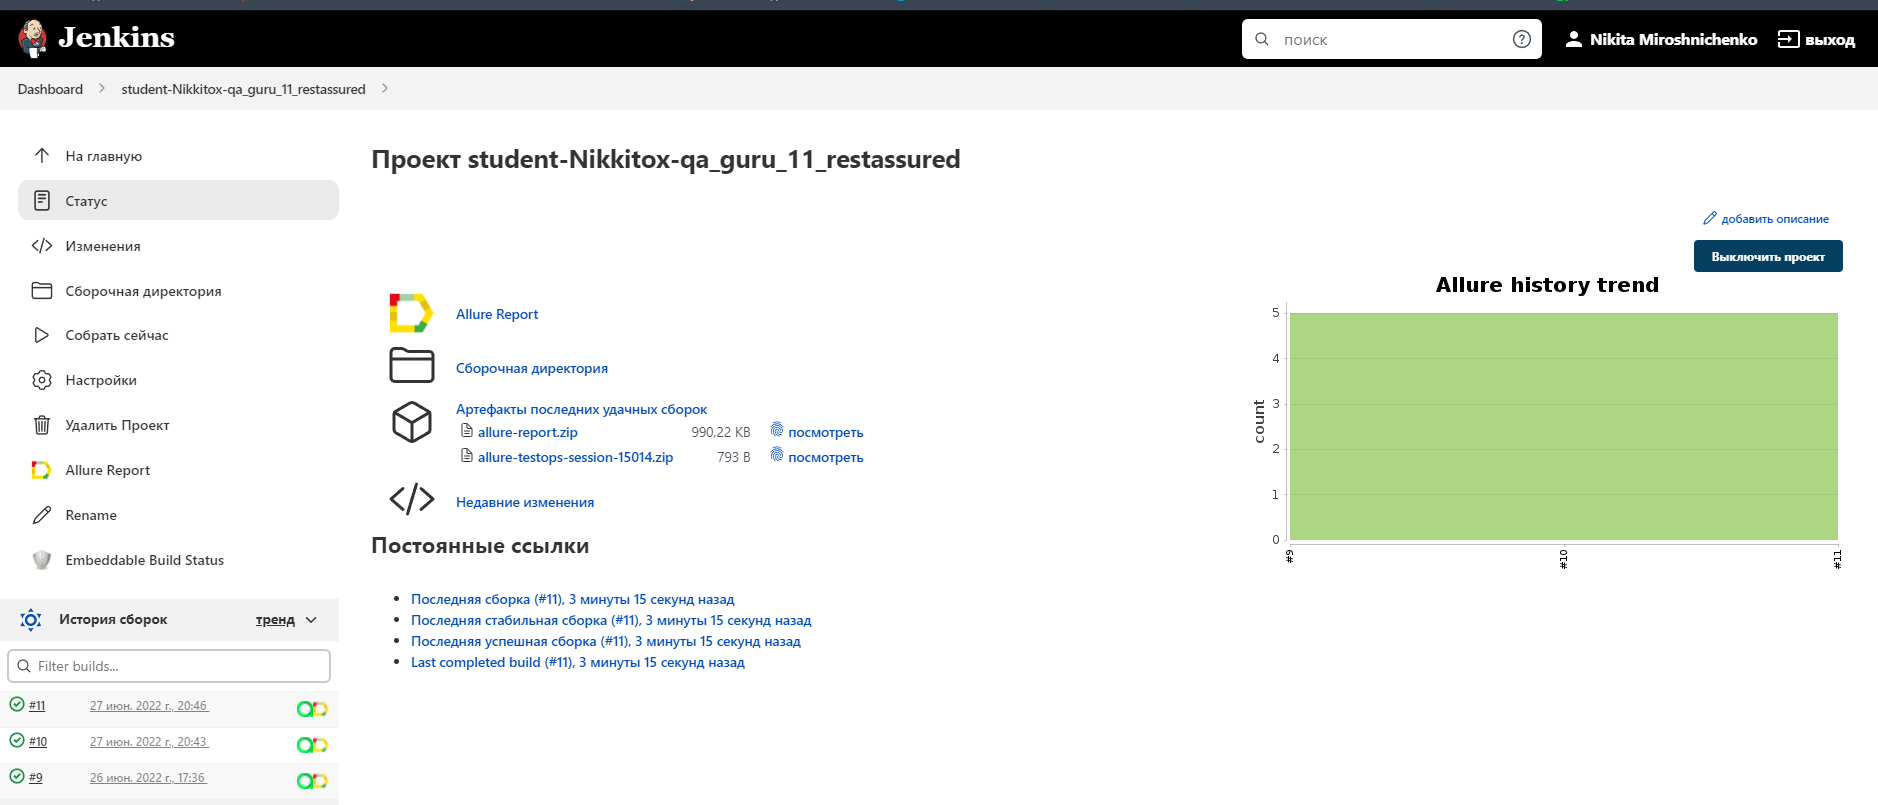 Jenkins
поиск
Nikita Miroshnichenko
выход
Dashboard
student-Nikkitox-qa_guru_11_restassured
На главную
Статус
Изменения
Сборочная директория
Собрать сейчас
Настройки
Удалить Проект
Allure Report
Rename
Embeddable Build Status
История сборок
тренд
Filter builds...
#11 27 июн. 2022 г., 20:46
#10 27 июн. 2022 г., 20:43
#9 26 июн. 2022 г., 17:36
Проект student-Nikkitox-qa_guru_11_restassured
добавить описание
Выключить проект
Allure Report
Сборочная директория
Артефакты последних удачных сборок
allure-report.zip 990,22 KB посмотреть
allure-testops-session-15014.zip 793 B посмотреть
Недавние изменения
Постоянные ссылки
Последняя сборка (#11), 3 минуты 15 секунд назад
Последняя стабильная сборка (#11), 3 минуты 15 секунд назад
Последняя успешная сборка (#11), 3 минуты 15 секунд назад
Last completed build (#11), 3 минуты 15 секунд назад
Allure history trend
count
5
4
3
2
1
0
#9
#10
#11